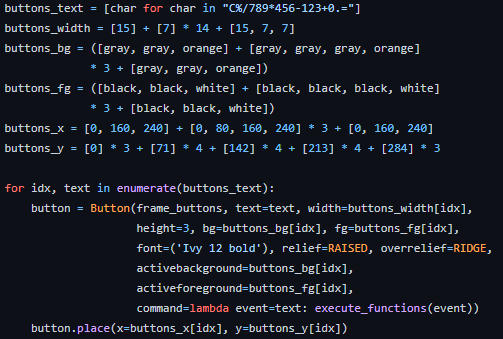 buttons_text = [char for char in "C%/789*456-123+0.="]
buttons_width = [15] + [7] * 14 + [15, 7, 7]
buttons_bg = ([gray, gray, orange] + [gray, gray, gray, orange]
              * 3 + [gray, gray, orange])
buttons_fg = ([black, black, white] + [black, black, black, white]
              * 3 + [black, black, white])
buttons_x = [0, 160, 240] + [0, 80, 160, 240] * 3 + [0, 160, 240]
buttons_y = [0] * 3 + [71] * 4 + [142] * 4 + [213] * 4 + [284] * 3

for idx, text in enumerate(buttons_text):
    button = Button(frame_buttons, text=text, width=buttons_width[idx],
                    height=3, bg=buttons_bg[idx], fg=buttons_fg[idx],
                    font=('Ivy 12 bold'), relief=RAISED, overrelief=RIDGE,
                    activebackground=buttons_bg[idx],
                    activeforeground=buttons_fg[idx],
                    command=lambda event=text: execute_functions(event))
    button.place(x=buttons_x[idx], y=buttons_y[idx])